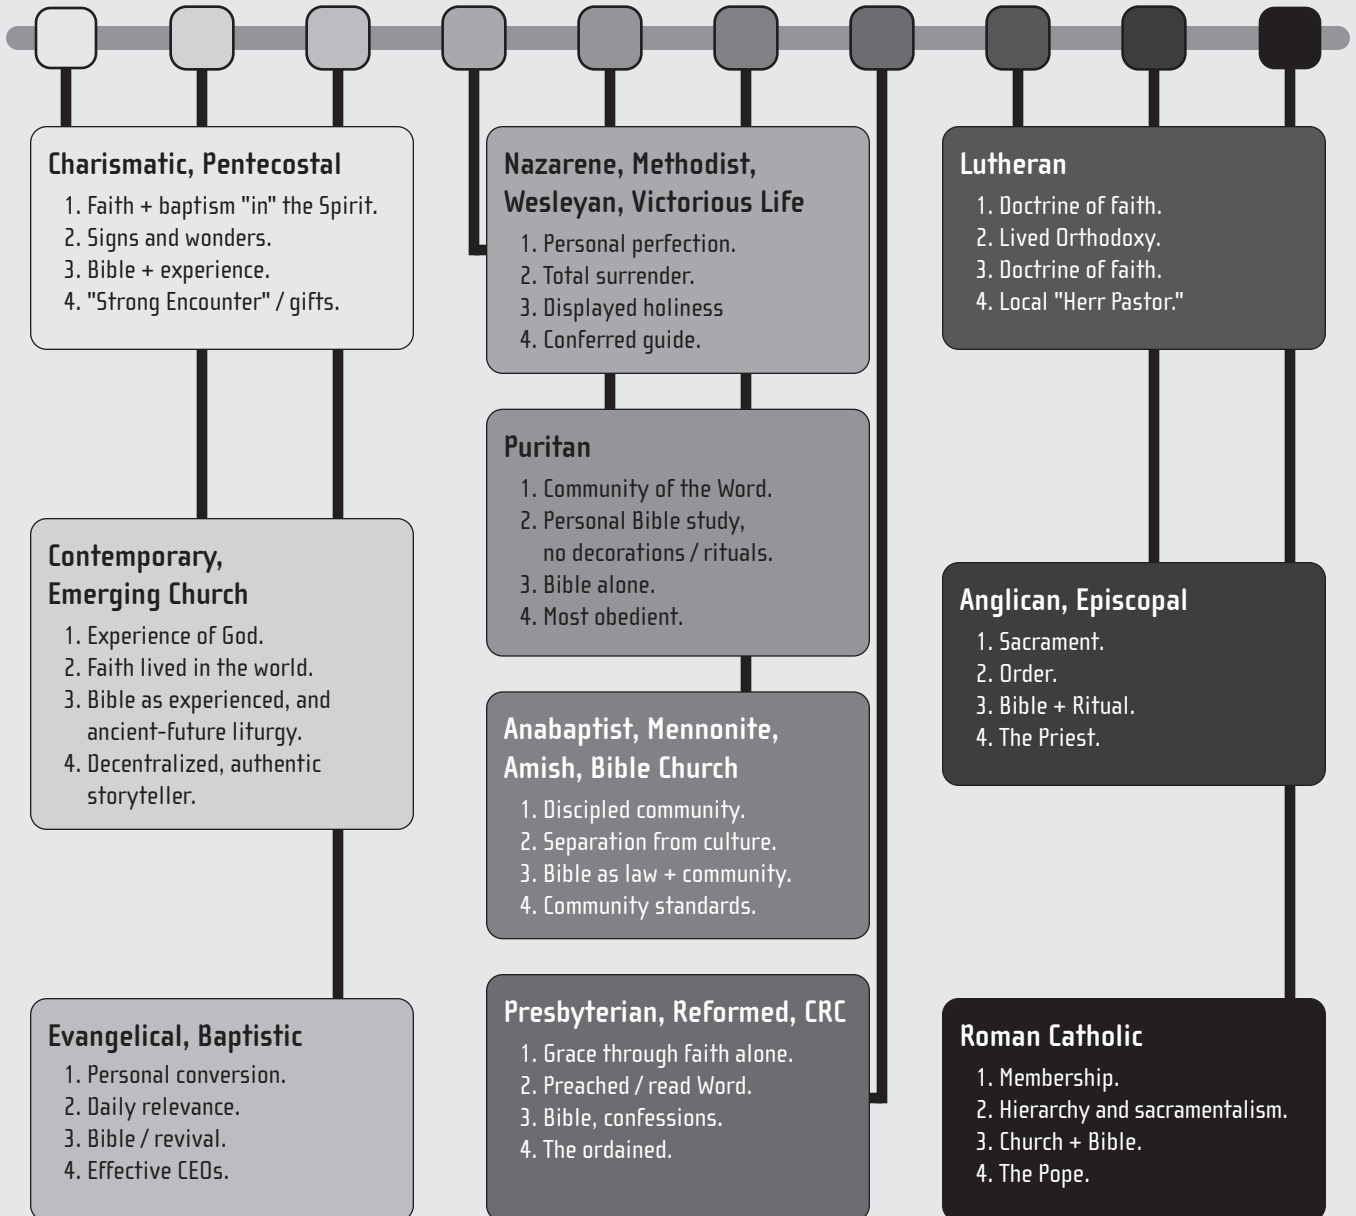 Charismatic, Pentecostal
1. Faith + baptism "in" the Spirit.
2. Signs and wonders.
3. Bible + experience.
4. "Strong Encounter" / gifts.
Contemporary,
Emerging Church
1. Experience of God.
2. Faith lived in the world.
3. Bible as experienced, and
ancient-future liturgy.
4. Decentralized, authentic
storyteller.
Evangelical, Baptistic
1. Personal conversion.
2. Daily relevance.
3. Bible / revival.
4. Effective CEOs.
Nazarene, Methodist,
Wesleyan, Victorious Life
1. Personal perfection.
2. Total surrender.
3. Displayed holiness
4. Conferred guide.
Puritan
1. Community of the Word.
2. Personal Bible study,
no decorations / rituals.
3. Bible alone.
4. Most obedient.
Anabaptist, Mennonite,
Amish, Bible Church
1. Discipled community.
2. Separation from culture.
3. Bible as law + community.
4. Community standards.
Presbyterian, Reformed, CRC
1. Grace through faith alone.
2. Preached / read Word.
3. Bible, confessions.
4. The ordained.
Lutheran
1. Doctrine of faith.
2. Lived Orthodoxy.
3. Doctrine of faith.
4. Local "Herr Pastor."
Anglican, Episcopal
1. Sacrament.
2. Order.
3. Bible + Ritual.
4. The Priest.
Roman Catholic
1. Membership.
2. Hierarchy and sacramentalism.
3. Church + Bible.
4. The Pope.